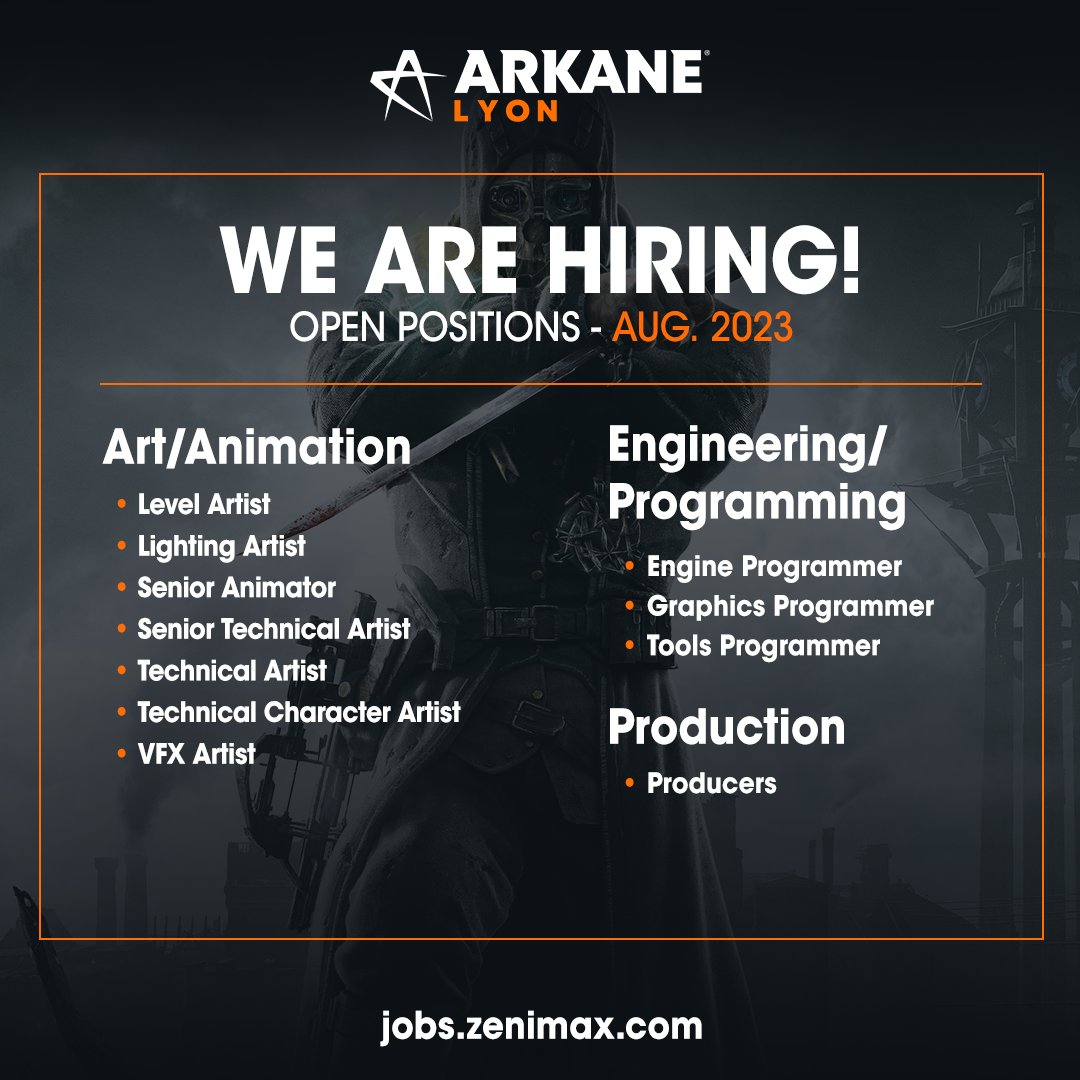 ARKANE®
LYON
WE ARE HIRING!
OPEN POSITIONS - AUG. 2023
Art/Animation
• Level Artist
• Lighting Artist
• Senior Animator
• Senior Technical Artist
• Technical Artist
• Technical Character Artist
• VFX Artist
Engineering/
Programming
• Engine Programmer
• Graphics Programmer
• Tools Programmer
Production
• Producers
jobs.zenimax.com